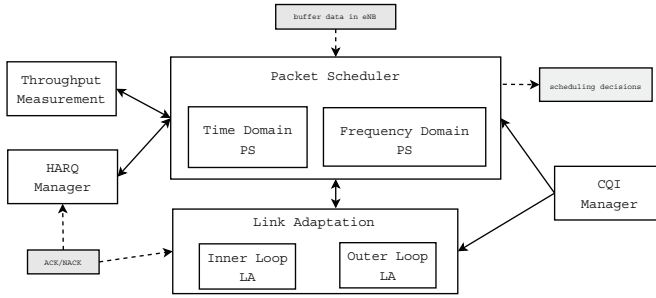 buffer data in eNB
Packet Scheduler
Throughput
Measurement
scheduling decisions
Time Domain
PS
Frequency Domain
PS
HARQ
Manager
CQI
Manager
Link Adaptation
Inner Loop
LA
Outer Loop
LA
ACK/NACK